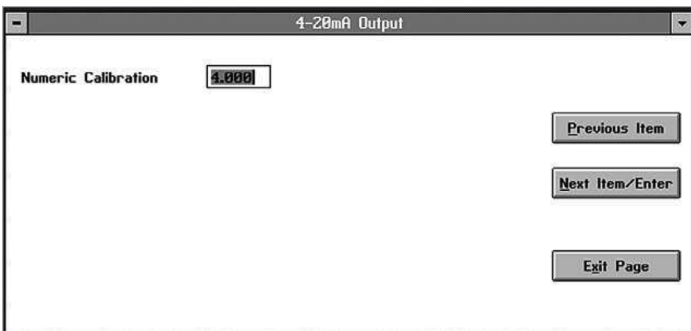 4-20mA Output
Numeric Calibration 4.000
Previous Item
Next Item/Enter
Exit Page